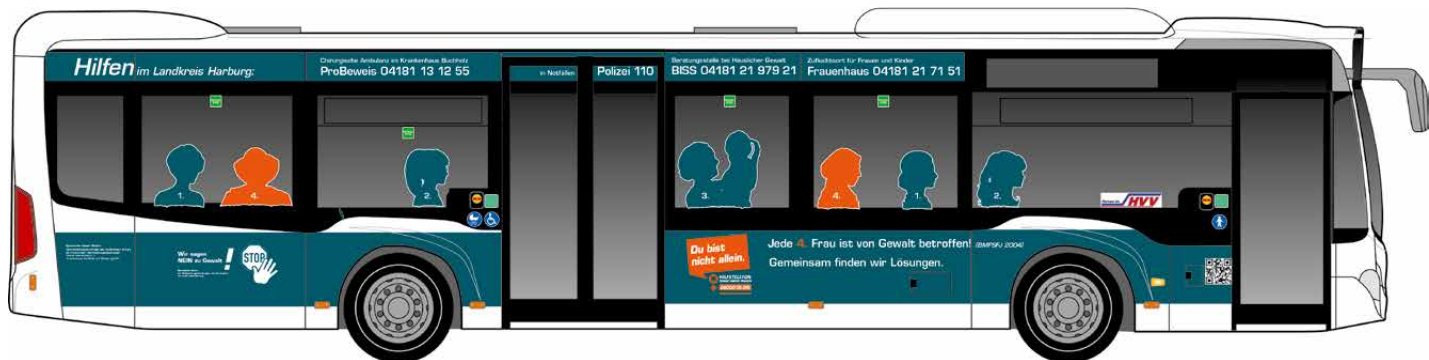 Hilfen im Landkreis Harburg:
Chirurgische Ambulanz im Krankenhaus Buchholz
ProBeweis 04181 13 12 55
in Notfällen Polizei 110
Beratungsstelle bei Häuslicher Gewalt
BISS 04181 21 979 21
Zufluchtsort für Frauen und Kinder
Frauenhaus 04181 21 71 51
1.
4.
2.
3.
4.
1.
2.
HVV
Wir sagen
NEIN zu Gewalt !
STOP
Du bist
nicht allein.
HILFETELEFON
Jede 4. Frau ist von Gewalt betroffen! (BMFSFJ 2004)
Gemeinsam finden wir Lösungen.